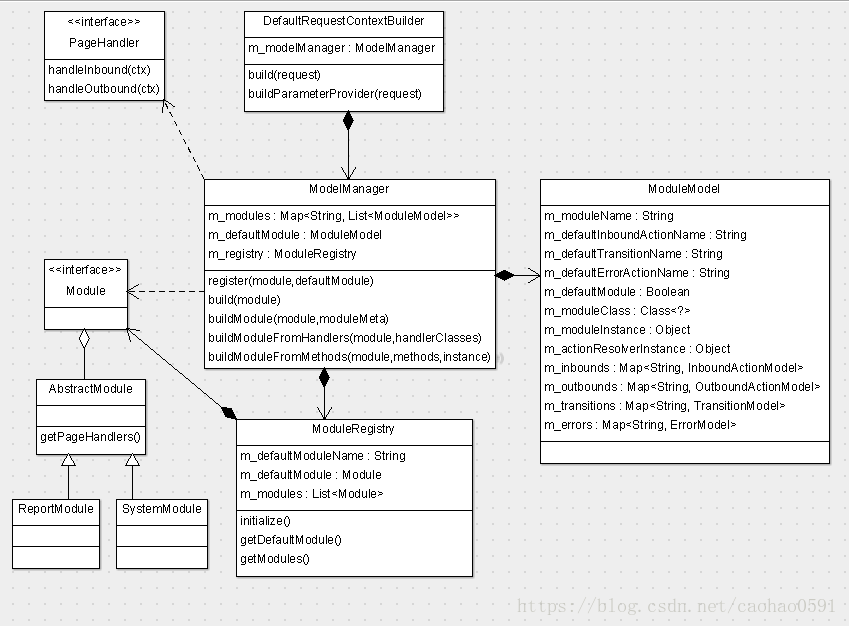 <<interface>>
PageHandler
handleInbound(ctx)
handleOutbound(ctx)
DefaultRequestContextBuilder
m_modelManager : ModelManager
build(request)
buildParameterProvider(request)
ModelManager
m_modules : Map<String, List<ModuleModel>>
m_defaultModule : ModuleModel
m_registry : ModuleRegistry
register(module,defaultModule)
build(module)
buildModule(module,moduleMeta)
buildModuleFromHandlers(module,handlerClasses)
buildModuleFromMethods(module,methods,instance)
ModuleModel
m_moduleName : String
m_defaultInboundActionName : String
m_defaultTransitionName : String
m_defaultErrorActionName : String
m_defaultModule : Boolean
m_moduleClass : Class<?>
m_moduleInstance : Object
m_actionResolverInstance : Object
m_inbounds : Map<String, InboundActionModel>
m_outbounds : Map<String, OutboundActionModel>
m_transitions : Map<String, TransitionModel>
m_errors : Map<String, ErrorModel>
<<interface>>
Module
AbstractModule
getPageHandlers()
ReportModule
SystemModule
ModuleRegistry
m_defaultModuleName : String
m_defaultModule : Module
m_modules : List<Module>
initialize()
getDefaultModule()
getModules()
https://blog.csdn.net/caohao0591